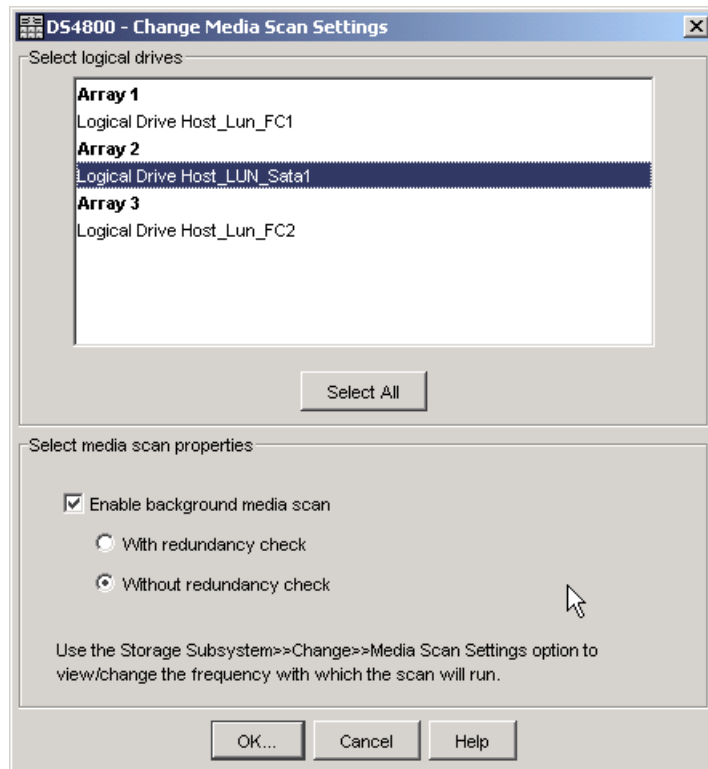 DS4800 - Change Media Scan Settings
Select logical drives
Array 1
Logical Drive Host_Lun_FC1
Array 2
Logical Drive Host_LUN_Sata1
Array 3
Logical Drive Host_Lun_FC2
Select All
Select media scan properties
Enable background media scan
With redundancy check
Without redundancy check
Use the Storage Subsystem>>Change>>Media Scan Settings option to
view/change the frequency with which the scan will run.
OK... Cancel Help